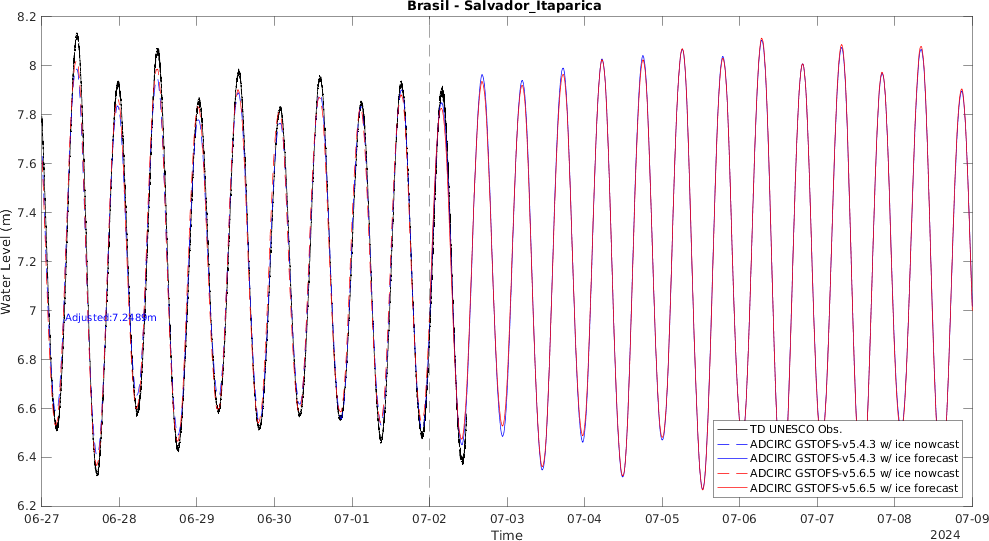 Brasil - Salvador_Itaparica
Water Level (m)
8.2
8
7.8
7.6
7.4
7.2
7
6.8
6.6
6.4
6.2
Adjusted:7.2489m
TD UNESCO Obs.
ADCIRC GSTOFS-v5.4.3 w/ ice nowcast
ADCIRC GSTOFS-v5.4.3 w/ ice forecast
ADCIRC GSTOFS-v5.6.5 w/ ice nowcast
ADCIRC GSTOFS-v5.6.5 w/ ice forecast
06-27 06-28 06-29 06-30 07-01 07-02 07-03 07-04 07-05 07-06 07-07 07-08 07-09
Time
2024